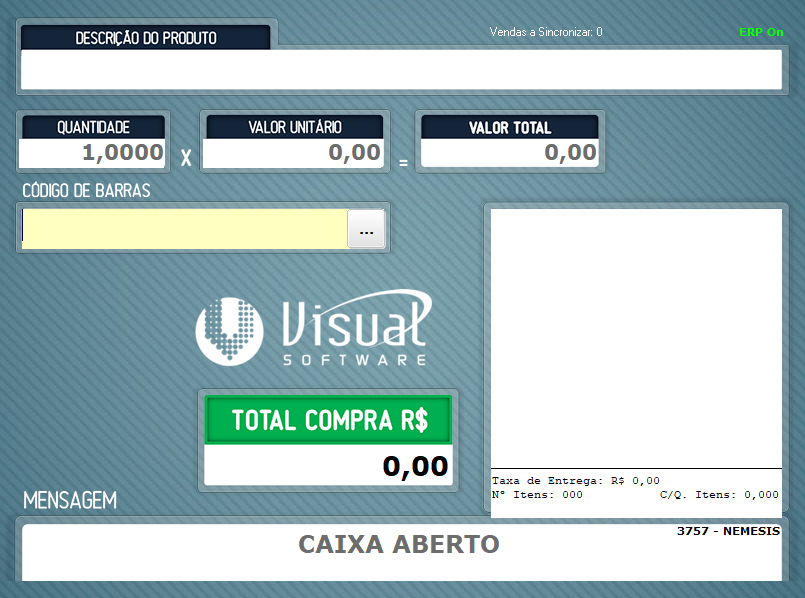 DESCRIÇÃO DO PRODUTO
Vendas a Sincronizar: 0
ERP On
QUANTIDADE
VALOR UNITÁRIO
VALOR TOTAL
1,0000
X
0,00
=
0,00
CÓDIGO DE BARRAS
...
Visual
SOFTWARE
TOTAL COMPRA R$
0,00
Taxa de Entrega: R$ 0,00
Nº Itens: 000
C/Q. Itens: 0,000
MENSAGEM
3757 - NEMESIS
CAIXA ABERTO